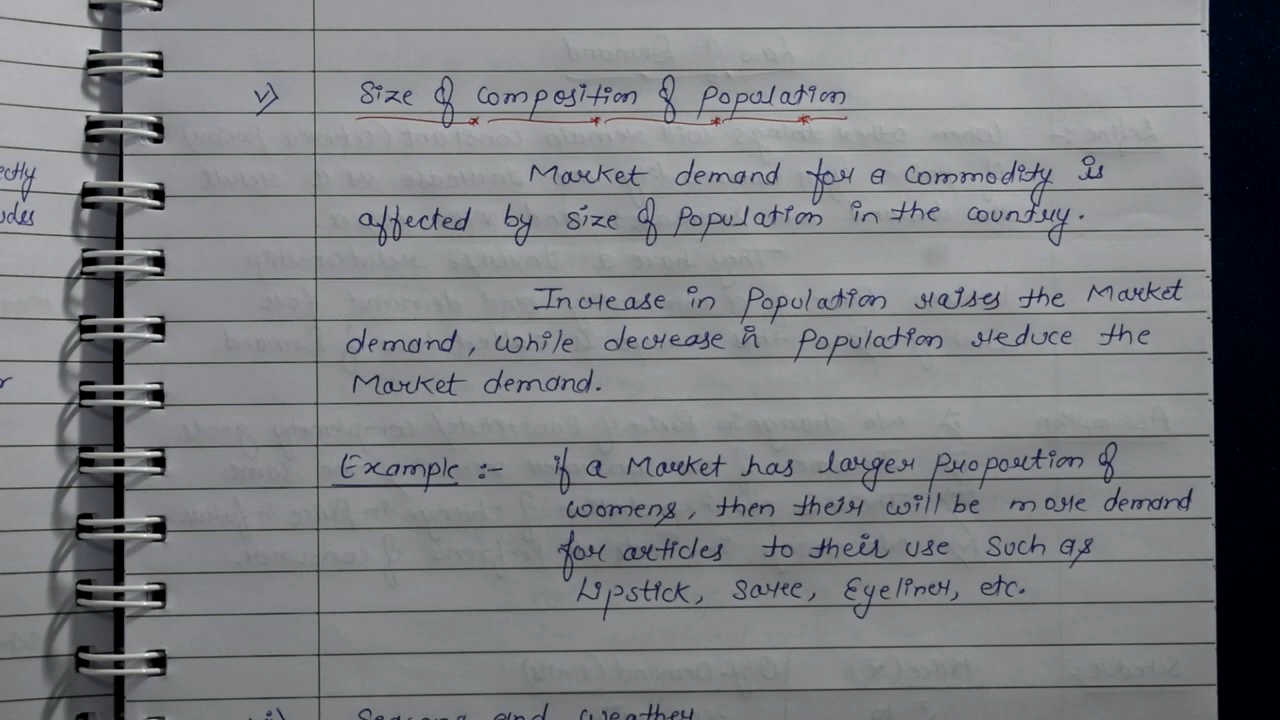 v) Size of composition of Population
Market demand for a commodity is
affected by size of Population in the country.
Increase in Population raises the Market
demand, while decrease in Population reduce the
Market demand.
Example :- if a Market has larger Proportion of
womens, then their will be more demand
for articles to their use Such as
Lipstick, Saree, Eyeliner, etc.
ectly
udes
r